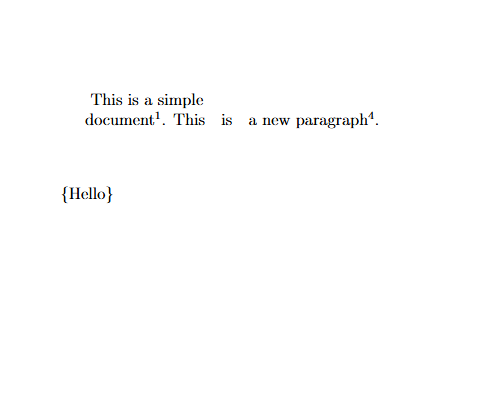 This is a simple
document¹. This is a new paragraph⁴.
{Hello}